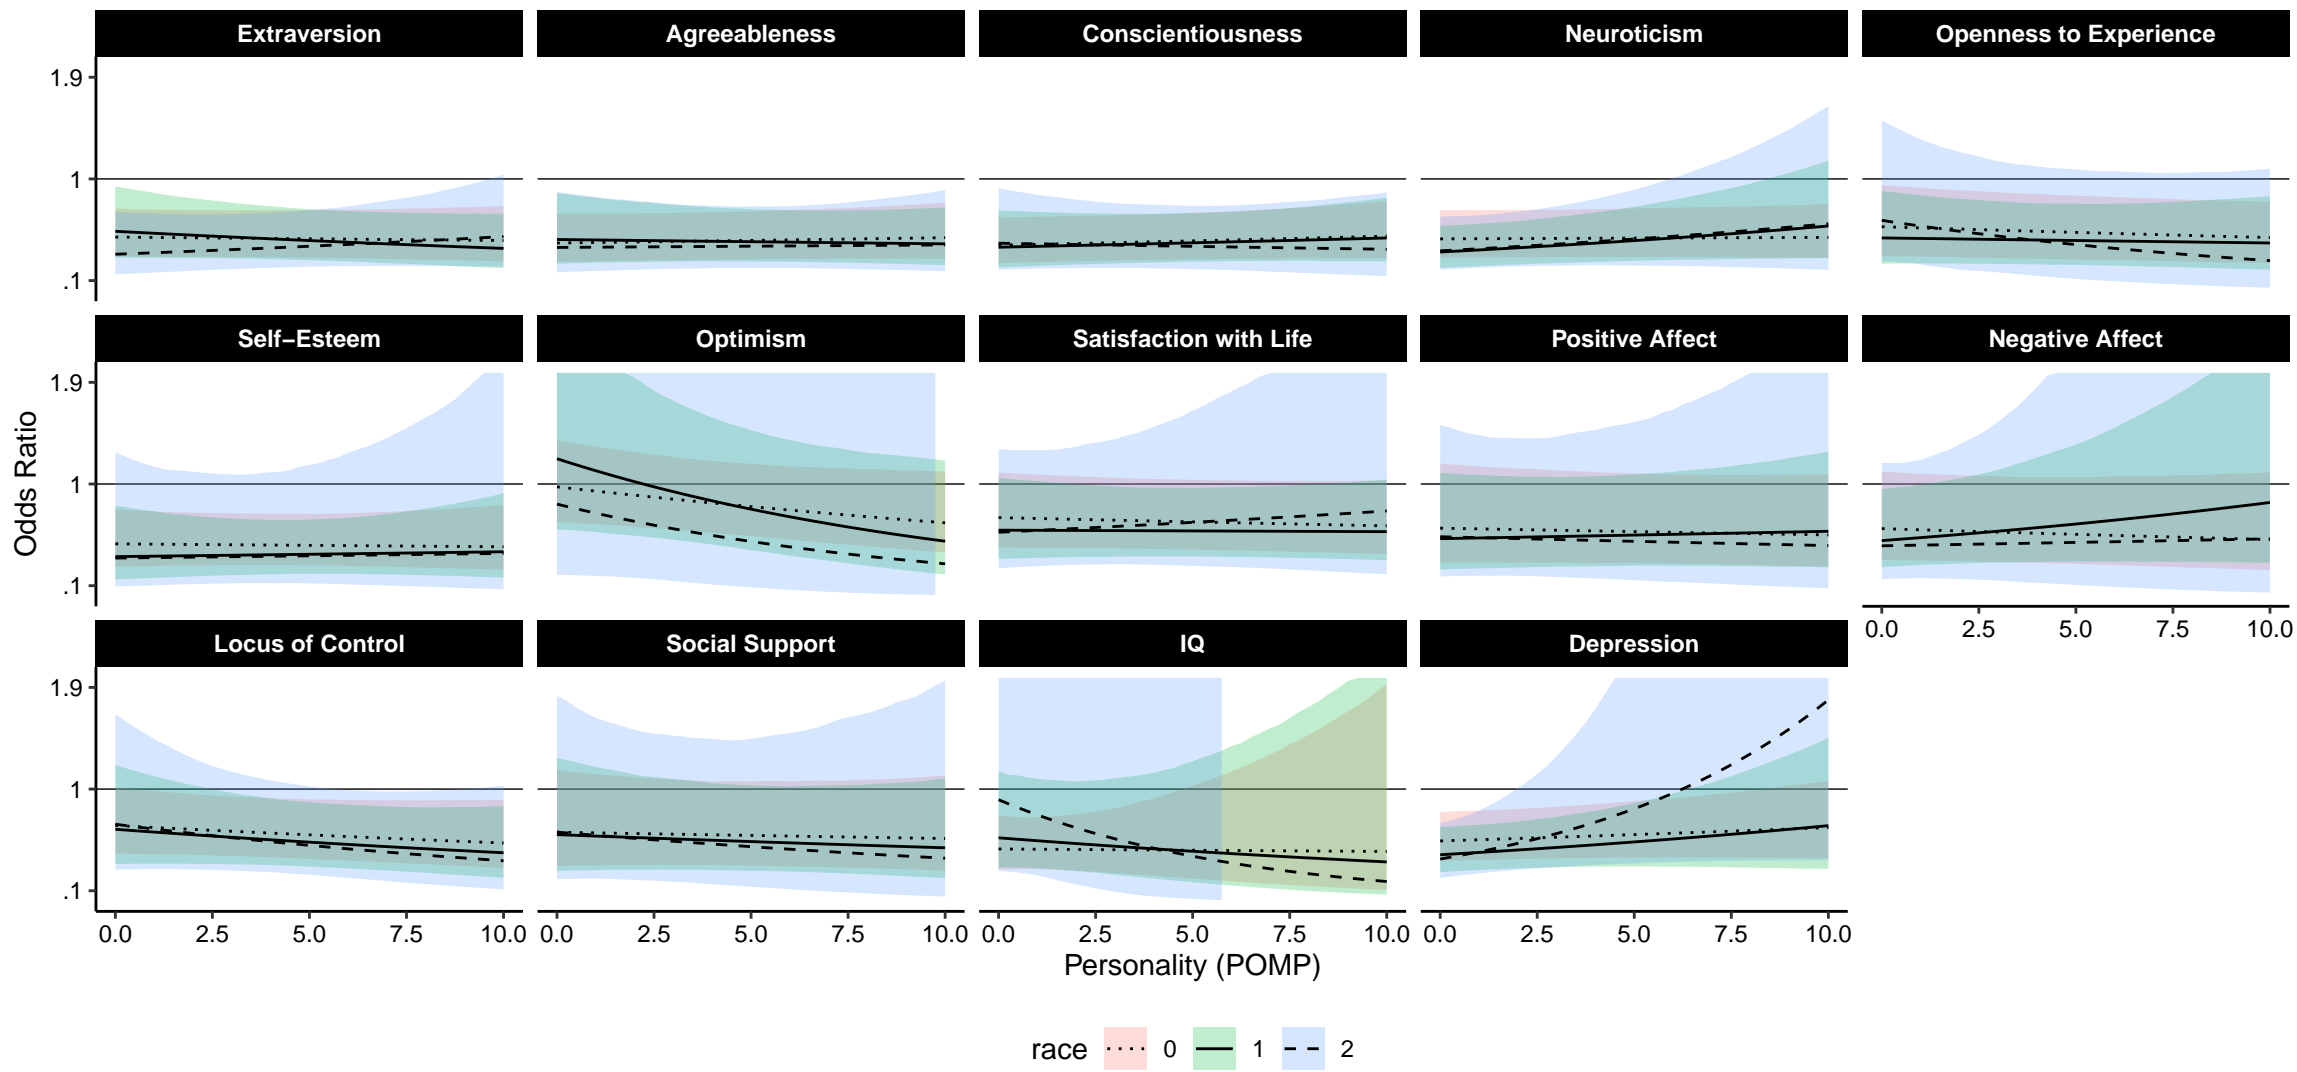 Extraversion Agreeableness Conscientiousness Neuroticism Openness to Experience
1.9
1
.1
Self−Esteem Optimism Satisfaction with Life Positive Affect Negative Affect
1.9
1
.1
0.0 2.5 5.0 7.5 10.0
Odds Ratio
Locus of Control Social Support IQ Depression
1.9
1
.1
0.0 2.5 5.0 7.5 10.0 0.0 2.5 5.0 7.5 10.0 0.0 2.5 5.0 7.5 10.0 0.0 2.5 5.0 7.5 10.0
Personality (POMP)
race 0 1 2